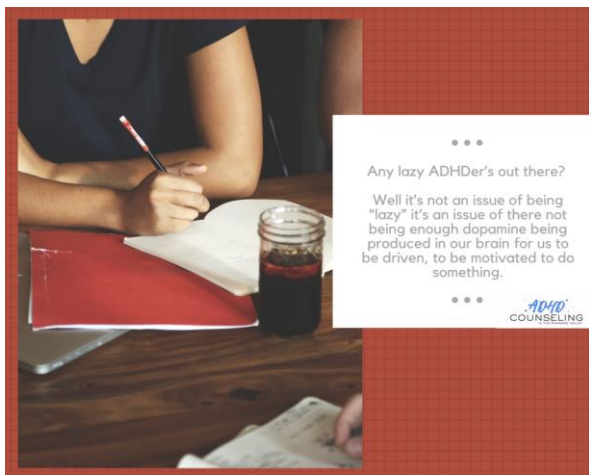 Any lazy ADHDer's out there?
Well it's not an issue of being
"lazy" it's an issue of there not
being enough dopamine being
produced in our brain for us to
be driven, to be motivated to do
something.
ADHD
COUNSELING